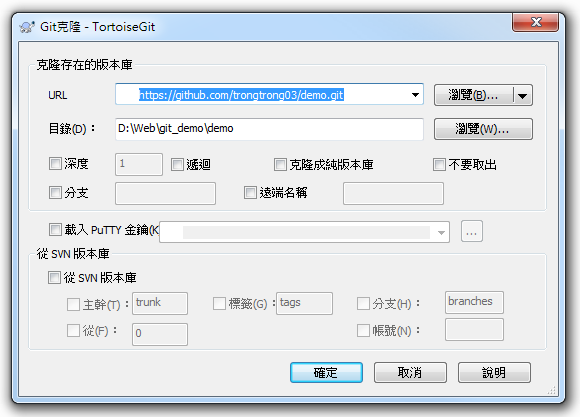 Git克隆 - TortoiseGit
克隆存在的版本庫
URL https://github.com/trongtrong03/demo.git 瀏覽(B)...
目錄(D)： D:\Web\git_demo\demo 瀏覽(W)...
深度 1 遞迴 克隆成純版本庫 不要取出
分支 遠端名稱
載入 PuTTY 金鑰(K ...
從 SVN 版本庫
從 SVN 版本庫
主幹(T)： trunk 標籤(G)： tags 分支(H)： branches
從(F)： 0 帳號(N)：
確定 取消 說明